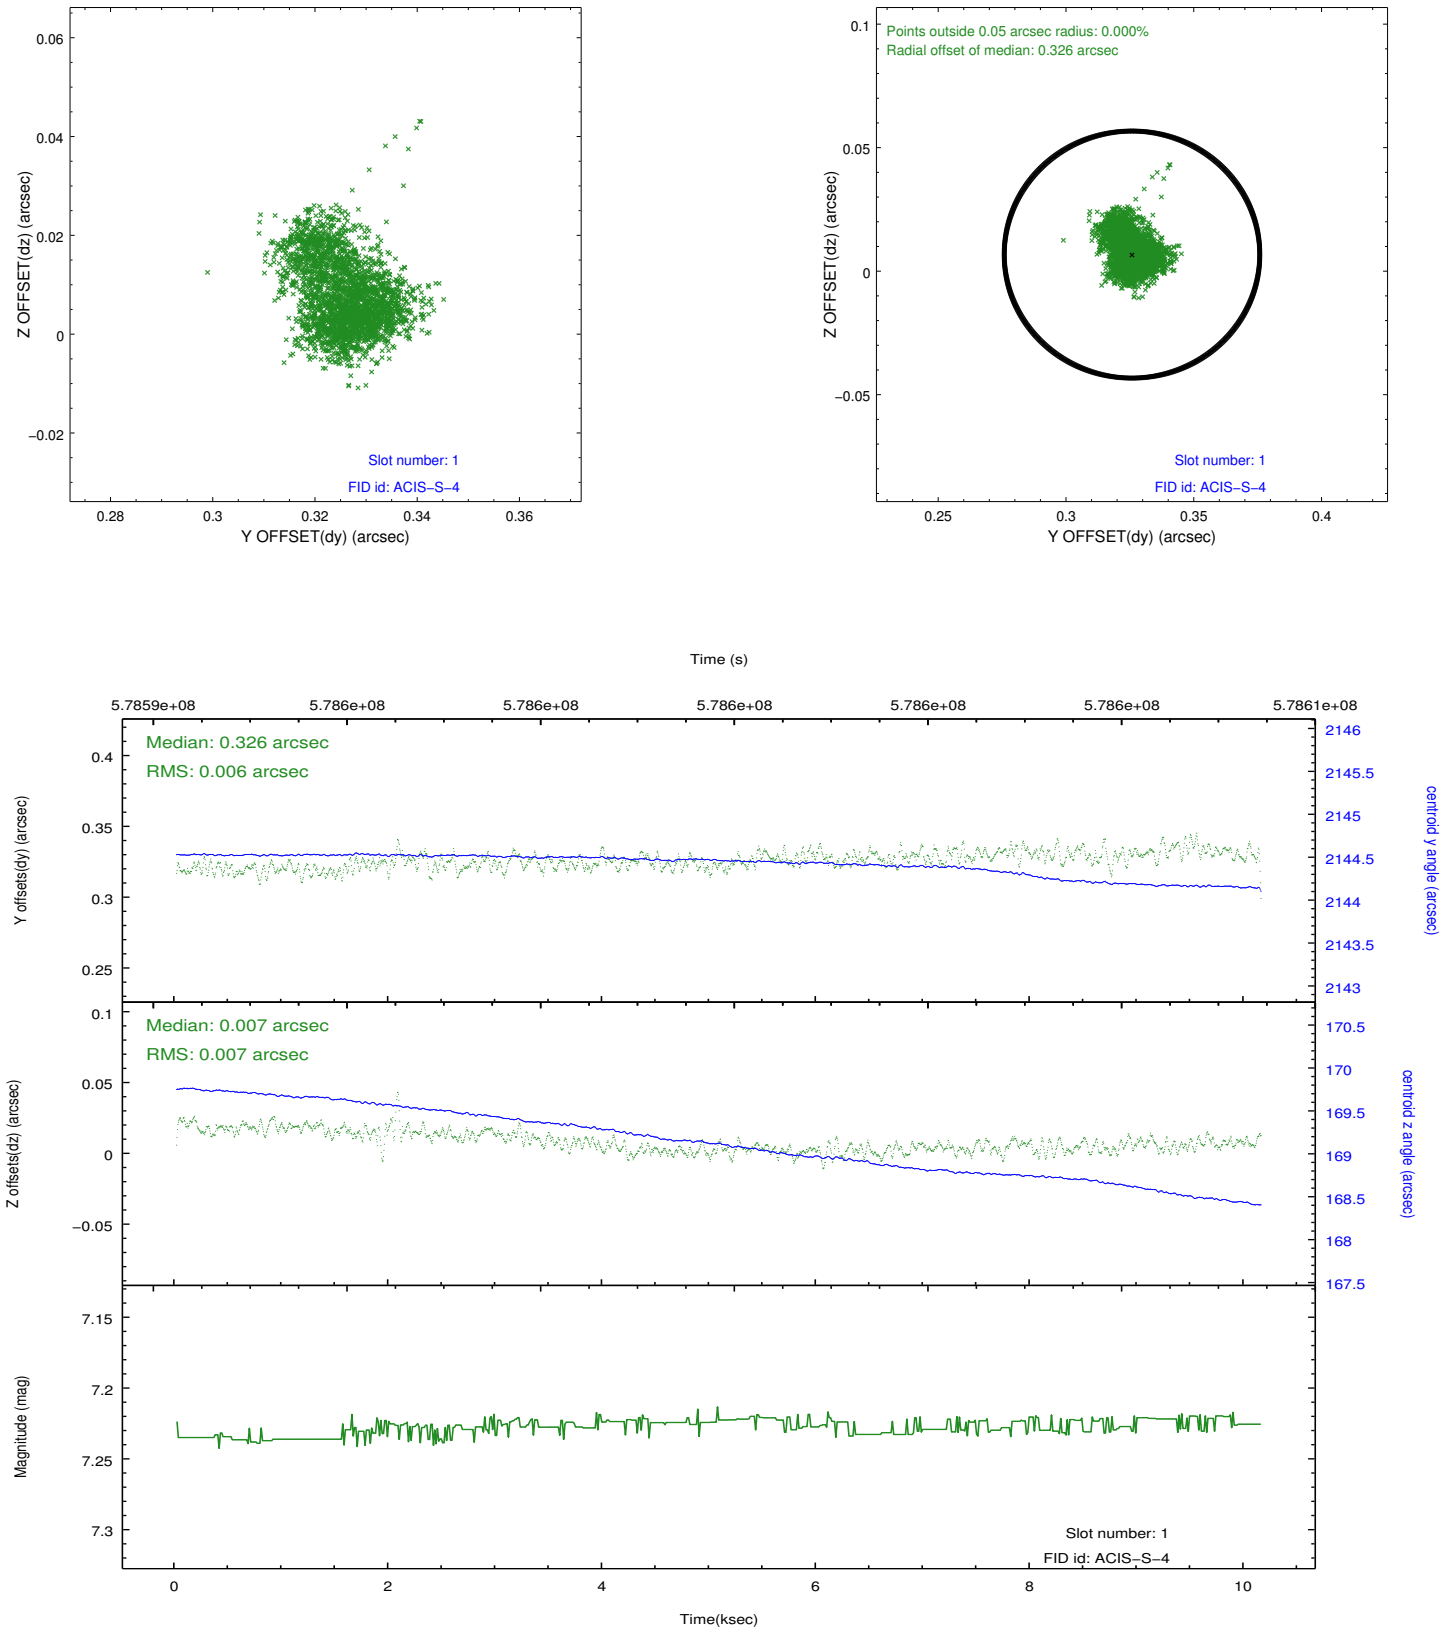 0.06
0.04
0.02
0
−0.02
Z OFFSET(dz) (arcsec)
Slot number: 1
FID id: ACIS−S−4
0.28
0.3
0.32
0.34
0.36
Y OFFSET(dy) (arcsec)
Points outside 0.05 arcsec radius: 0.000%
Radial offset of median: 0.326 arcsec
0.1
0.05
0
−0.05
Z OFFSET(dz) (arcsec)
Slot number: 1
FID id: ACIS−S−4
0.25
0.3
0.35
0.4
Y OFFSET(dy) (arcsec)
Time (s)
5.7859e+08
5.786e+08
5.786e+08
5.786e+08
5.786e+08
5.786e+08
5.7861e+08
Median: 0.326 arcsec
RMS: 0.006 arcsec
0.4
0.35
0.3
0.25
Y offsets(dy) (arcsec)
2146
2145.5
2145
2144.5
2144
2143.5
2143
centroid y angle (arcsec)
Median: 0.007 arcsec
RMS: 0.007 arcsec
0.1
0.05
0
−0.05
Z offsets(dz) (arcsec)
170.5
170
169.5
169
168.5
168
167.5
centroid z angle (arcsec)
7.15
7.2
7.25
7.3
Magnitude (mag)
Slot number: 1
FID id: ACIS−S−4
0
2
4
6
8
10
Time(ksec)